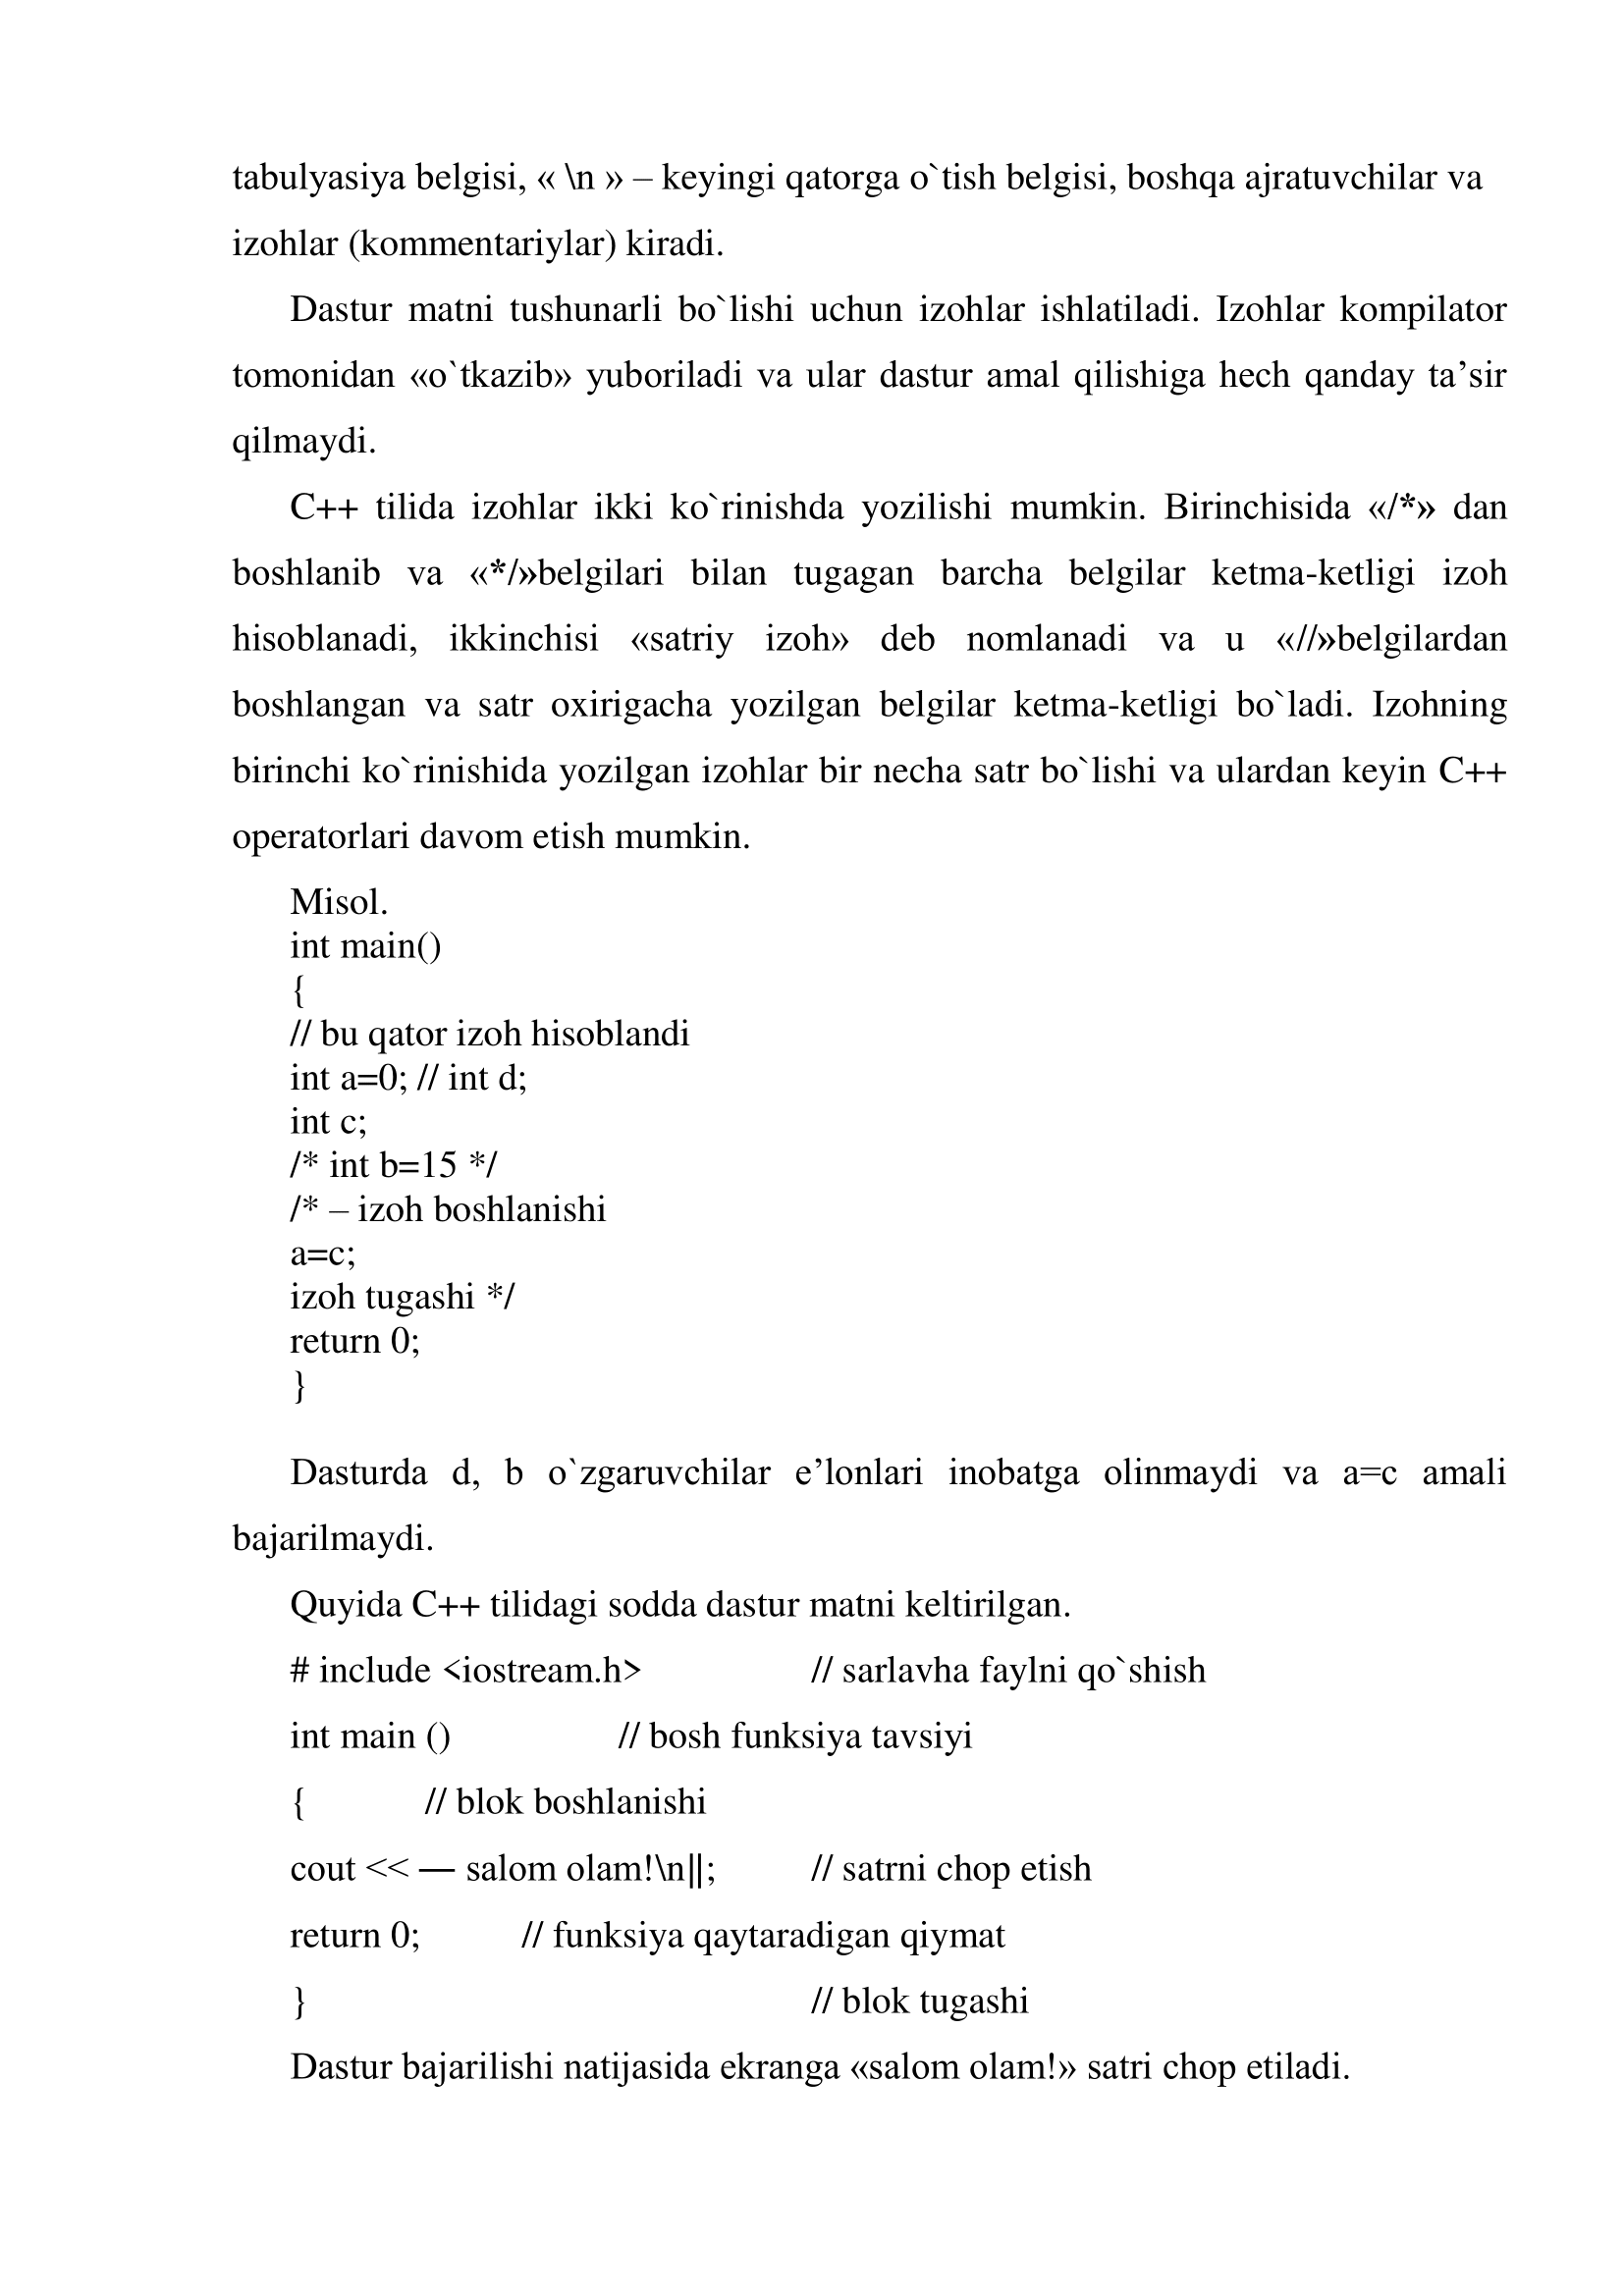 tabulyasiya belgisi, « \n » – keyingi qatorga o`tish belgisi, boshqa ajratuvchilar va
izohlar (kommentariylar) kiradi.
Dastur matni tushunarli bo`lishi uchun izohlar ishlatiladi. Izohlar kompilator
tomonidan «o`tkazib» yuboriladi va ular dastur amal qilishiga hech qanday ta’sir
qilmaydi.
C++ tilida izohlar ikki ko`rinishda yozilishi mumkin. Birinchisida «/*» dan
boshlanib va «*/»belgilari bilan tugagan barcha belgilar ketma-ketligi izoh
hisoblanadi, ikkinchisi «satriy izoh» deb nomlanadi va u «//»belgilardan
boshlangan va satr oxirigacha yozilgan belgilar ketma-ketligi bo`ladi. Izohning
birinchi ko`rinishida yozilgan izohlar bir necha satr bo`lishi va ulardan keyin C++
operatorlari davom etish mumkin.
Misol.
int main()
{
// bu qator izoh hisoblandi
int a=0; // int d;
int c;
/* int b=15 */
/* – izoh boshlanishi
a=c;
izoh tugashi */
return 0;
}
Dasturda d, b o`zgaruvchilar e’lonlari inobatga olinmaydi va a=c amali
bajarilmaydi.
Quyida C++ tilidagi sodda dastur matni keltirilgan.
# include <iostream.h> // sarlavha faylni qo`shish
int main () // bosh funksiya tavsiyi
{ // blok boshlanishi
cout << ― salom olam!\n‖; // satrni chop etish
return 0; // funksiya qaytaradigan qiymat
} // blok tugashi
Dastur bajarilishi natijasida ekranga «salom olam!» satri chop etiladi.